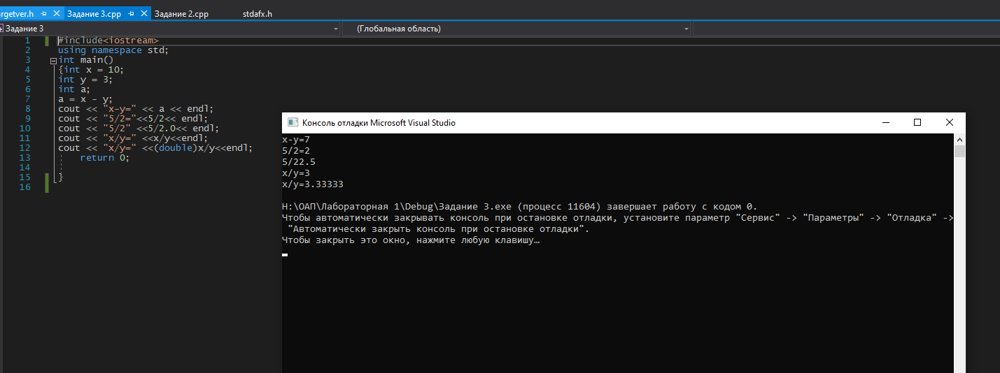 rgetver.h Задание 3.cpp Задание 2.cpp stdafx.h
Задание 3 (Глобальная область)
1 #include<iostream>
2 using namespace std;
3 int main()
4 {int x = 10;
5 int y = 3;
6 int a;
7 a = x - y;
8 cout << "x-y=" << a << endl;
9 cout << "5/2="<<5/2<< endl;
10 cout << "5/2" <<5/2.0<< endl;
11 cout << "x/y=" <<x/y<<endl;
12 cout << "x/y=" <<(double)x/y<<endl;
13 return 0;
14
15 }
16
Консоль отладки Microsoft Visual Studio
x-y=7
5/2=2
5/22.5
x/y=3
x/y=3.33333
H:\ОАП\Лабораторная 1\Debug\Задание 3.exe (процесс 11604) завершает работу с кодом 0.
Чтобы автоматически закрывать консоль при остановке отладки, установите параметр "Сервис" -> "Параметры" -> "Отладка" ->
"Автоматически закрыть консоль при остановке отладки".
Чтобы закрыть это окно, нажмите любую клавишу…